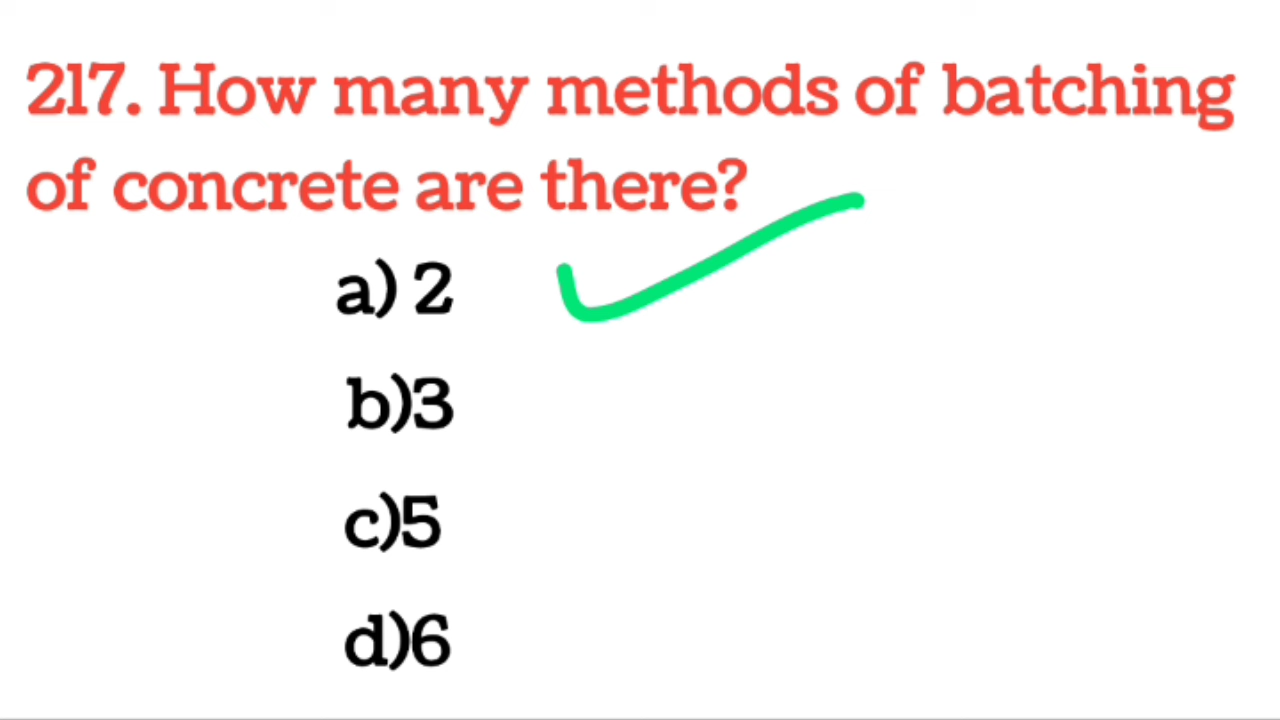 217. How many methods of batching
of concrete are there?
a) 2
b)3
c)5
d)6